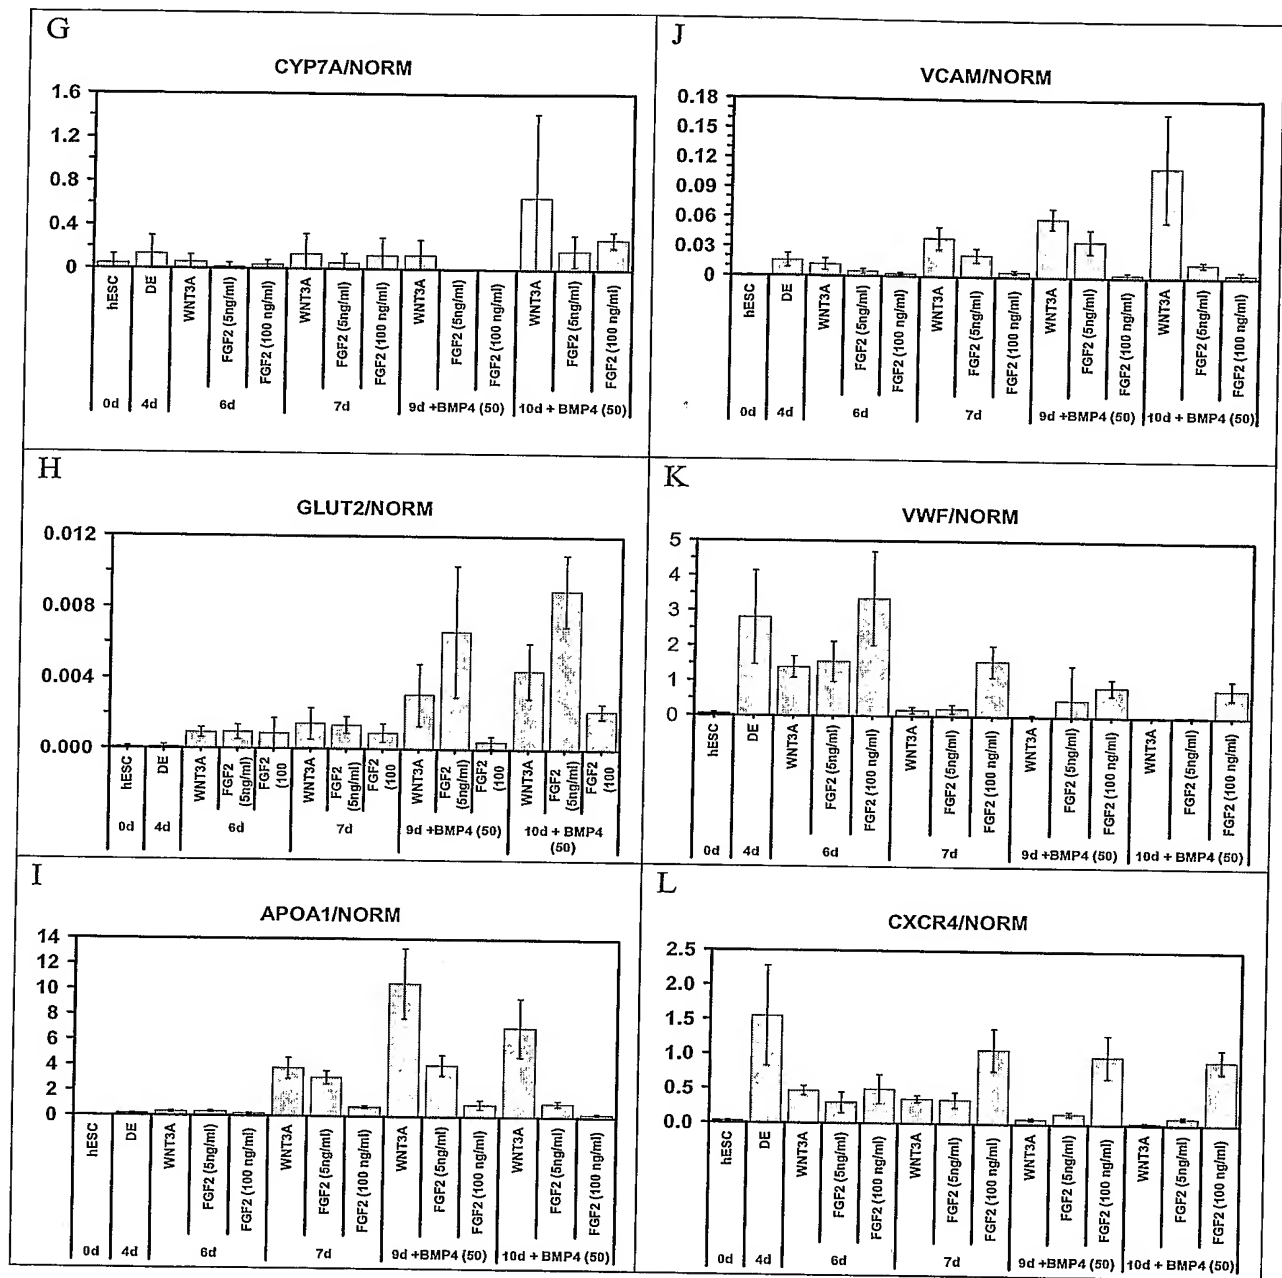 G
CYP7A/NORM
1.6
1.2
0.8
0.4
0
hESC DE WNT3A FGF2 (5ng/ml) FGF2 (100 ng/ml) WNT3A FGF2 (5ng/ml) FGF2 (100 ng/ml) WNT3A FGF2 (5ng/ml) FGF2 (100 ng/ml) WNT3A FGF2 (5ng/ml) FGF2 (100 ng/ml)
0d 4d 6d 7d 9d +BMP4 (50) 10d + BMP4 (50)
J
VCAM/NORM
0.18
0.15
0.12
0.09
0.06
0.03
0
hESC DE WNT3A FGF2 (5ng/ml) FGF2 (100 ng/ml) WNT3A FGF2 (5ng/ml) FGF2 (100 ng/ml) WNT3A FGF2 (5ng/ml) FGF2 (100 ng/ml) WNT3A FGF2 (5ng/ml) FGF2 (100 ng/ml)
0d 4d 6d 7d 9d +BMP4 (50) 10d + BMP4 (50)
H
GLUT2/NORM
0.012
0.008
0.004
0.000
hESC DE WNT3A FGF2 (5ng/ml) FGF2 (100 WNT3A FGF2 (5ng/ml) FGF2 (100 WNT3A FGF2 (5ng/ml) FGF2 (100 WNT3A FGF2 (5ng/ml) FGF2 (100
0d 4d 6d 7d 9d +BMP4 (50) 10d + BMP4
(50)
K
VWF/NORM
5
4
3
2
1
0
hESC DE WNT3A FGF2 (5ng/ml) FGF2 (100 ng/ml) WNT3A FGF2 (5ng/ml) FGF2 (100 ng/ml) WNT3A FGF2 (5ng/ml) FGF2 (100 ng/ml) WNT3A FGF2 (5ng/ml) FGF2 (100 ng/ml)
0d 4d 6d 7d 9d +BMP4 (50) 10d + BMP4 (50)
I
APOA1/NORM
14
12
10
8
6
4
2
0
hESC DE WNT3A FGF2 (5ng/ml) FGF2 (100 ng/ml) WNT3A FGF2 (5ng/ml) FGF2 (100 ng/ml) WNT3A FGF2 (5ng/ml) FGF2 (100 ng/ml) WNT3A FGF2 (5ng/ml) FGF2 (100 ng/ml)
0d 4d 6d 7d 9d +BMP4 (50) 10d + BMP4 (50)
L
CXCR4/NORM
2.5
2.0
1.5
1.0
0.5
0.0
hESC DE WNT3A FGF2 (5ng/ml) FGF2 (100 ng/ml) WNT3A FGF2 (5ng/ml) FGF2 (100 ng/ml) WNT3A FGF2 (5ng/ml) FGF2 (100 ng/ml) WNT3A FGF2 (5ng/ml) FGF2 (100 ng/ml)
0d 4d 6d 7d 9d +BMP4 (50) 10d + BMP4 (50)